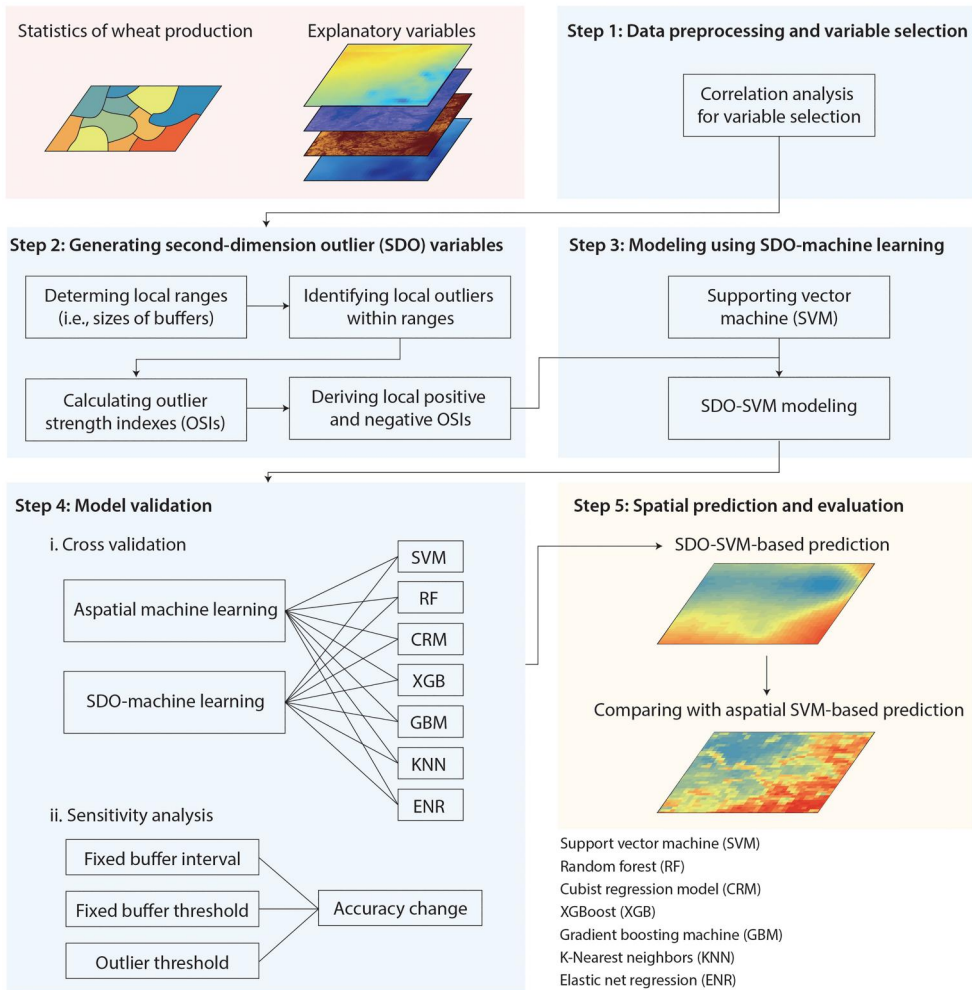 Statistics of wheat production
Explanatory variables
Step 1: Data preprocessing and variable selection
Correlation analysis
for variable selection
Step 2: Generating second-dimension outlier (SDO) variables
Determing local ranges
(i.e., sizes of buffers)
Identifying local outliers
within ranges
Calculating outlier
strength indexes (OSIs)
Deriving local positive
and negative OSIs
Step 3: Modeling using SDO-machine learning
Supporting vector
machine (SVM)
SDO-SVM modeling
Step 4: Model validation
i. Cross validation
Aspatial machine learning
SDO-machine learning
SVM
RF
CRM
XGB
GBM
KNN
ENR
ii. Sensitivity analysis
Fixed buffer interval
Fixed buffer threshold
Outlier threshold
Accuracy change
Step 5: Spatial prediction and evaluation
SDO-SVM-based prediction
Comparing with aspatial SVM-based prediction
Support vector machine (SVM)
Random forest (RF)
Cubist regression model (CRM)
XGBoost (XGB)
Gradient boosting machine (GBM)
K-Nearest neighbors (KNN)
Elastic net regression (ENR)